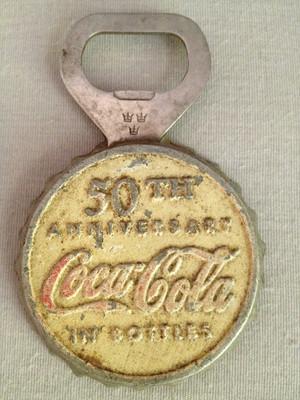 50TH
ANNIVERSARY
Coca-Cola
IN BOTTLES